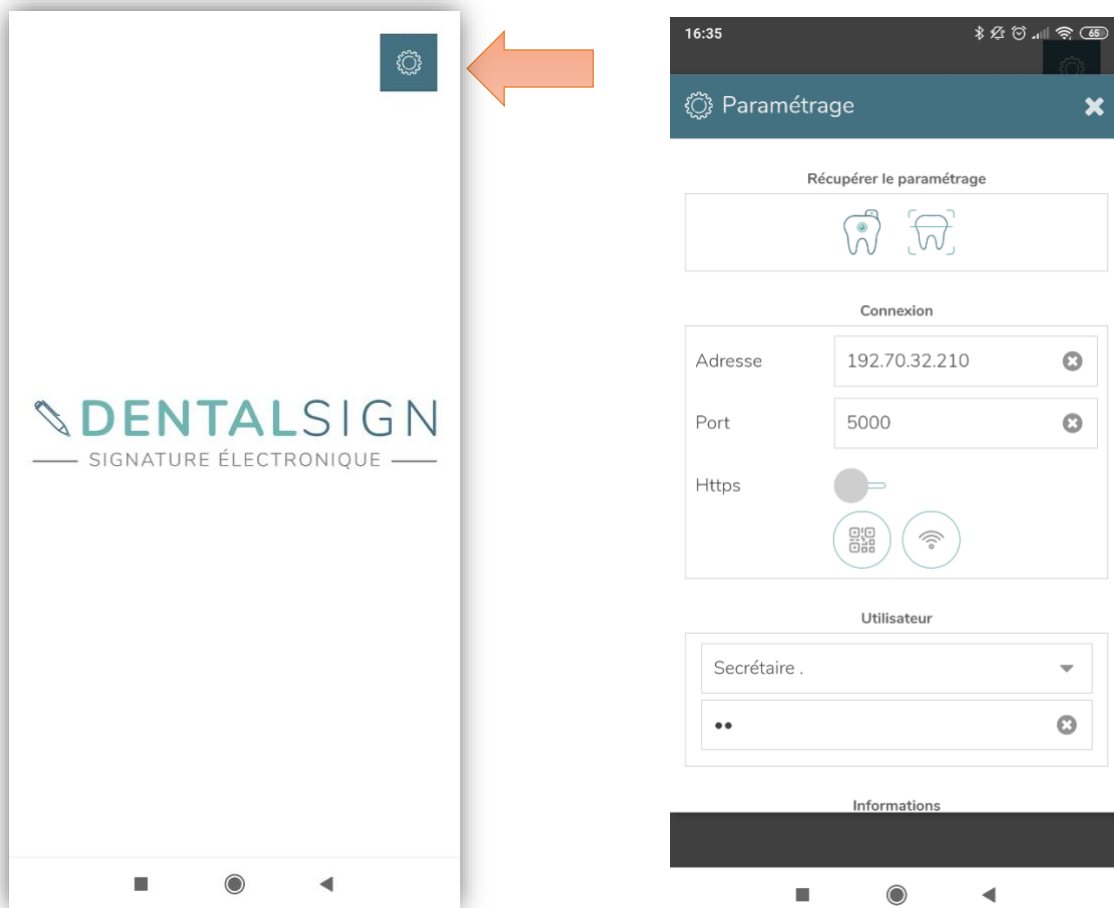 DENTALSIGN
SIGNATURE ÉLECTRONIQUE
16:35
65
Paramétrage
Récupérer le paramétrage
Connexion
Adresse 192.70.32.210
Port 5000
Https
Utilisateur
Secrétaire .
••
Informations